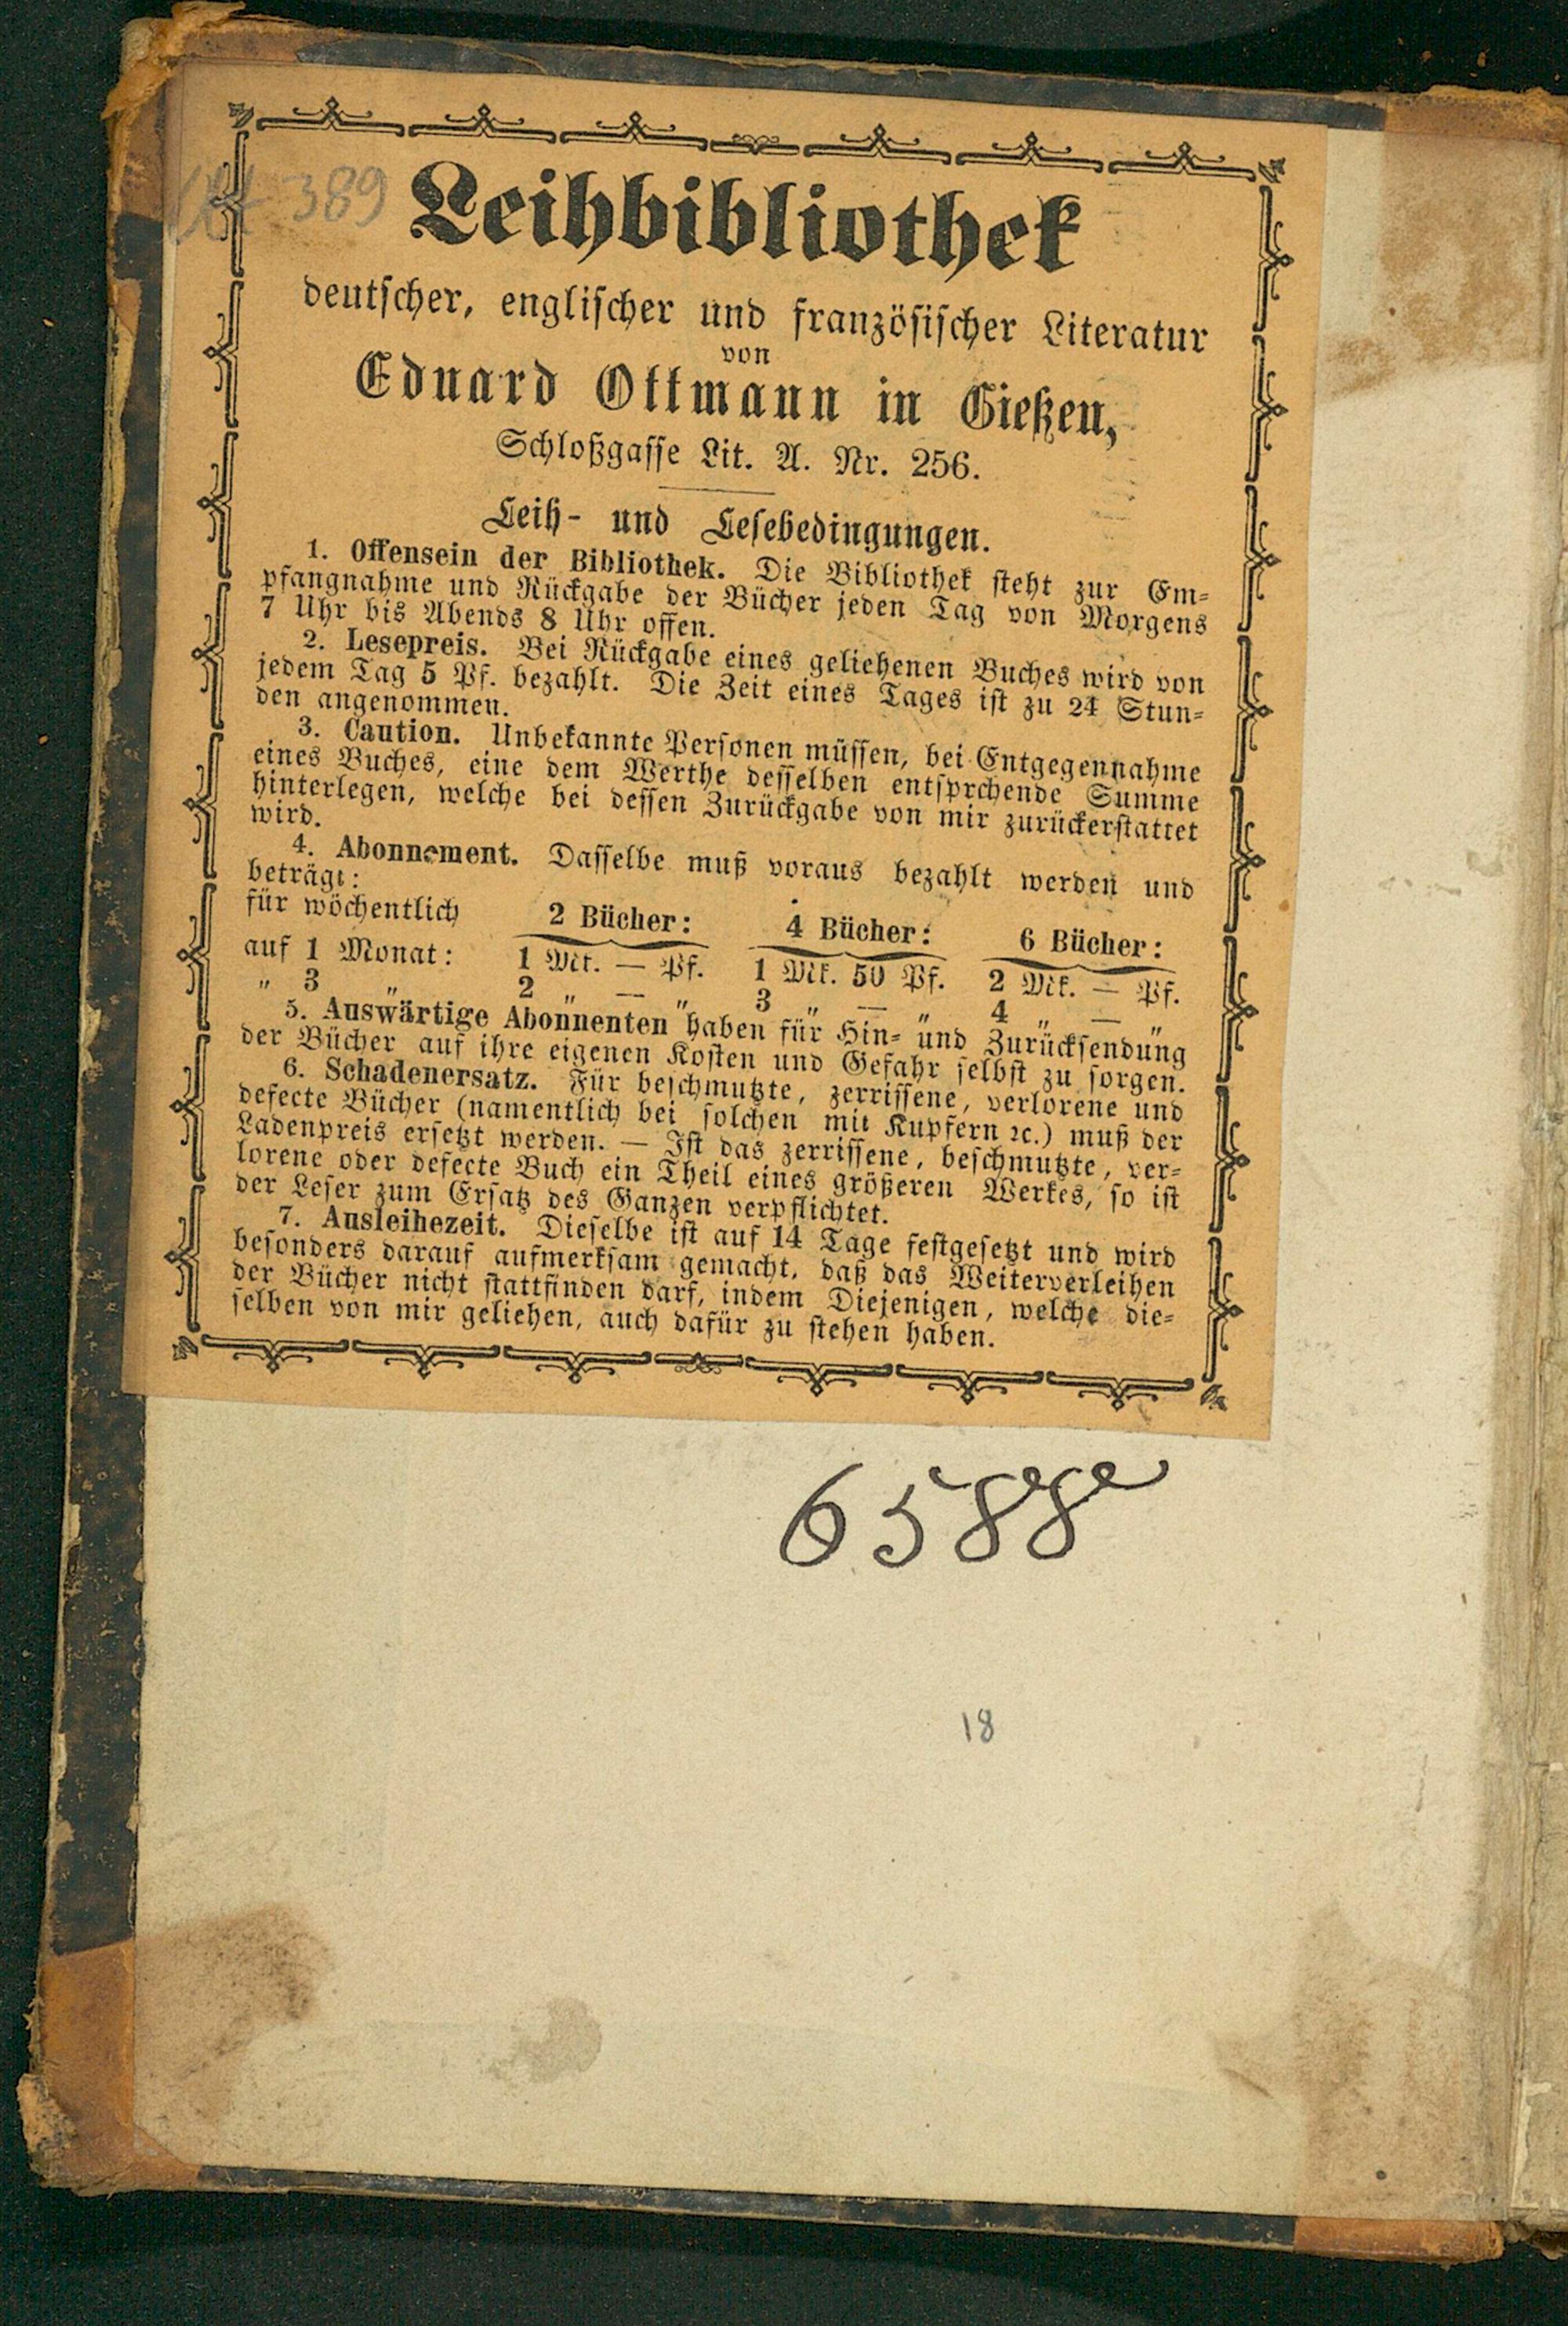 389
Leihbibliothek
deutscher, englischer und französischer Literatur
von
Eduard Ottmann in Gießen,
Schloßgasse Lit. A. Nr. 256.
Leih- und Lesebedingungen.
1. Offensein der Bibliothek. Die Bibliothek steht zur Em-
pfangnahme und Rückgabe der Bücher jeden Tag von Morgens
7 Uhr bis Abends 8 Uhr offen.
2. Lesepreis. Bei Rückgabe eines geliehenen Buches wird von
jedem Tag 5 Pf. bezahlt. Die Zeit eines Tages ist zu 24 Stun-
den angenommen.
3. Caution. Unbekannte Personen müssen, bei Entgegennahme
eines Buches, eine dem Werthe desselben entsprchende Summe
hinterlegen, welche bei dessen Zurückgabe von mir zurückerstattet
wird.
4. Abonnement. Dasselbe muß voraus bezahlt werden und
beträgt:
für wöchentlich 2 Bücher: 4 Bücher: 6 Bücher:
auf 1 Monat: 1 Mk. — Pf. 1 Mk. 50 Pf. 2 Mk. — Pf.
" 3 " 2 " — " 3 " — " 4 " — "
5. Auswärtige Abonnenten haben für Hin- und Zurücksendung
der Bücher auf ihre eigenen Kosten und Gefahr selbst zu sorgen.
6. Schadenersatz. Für beschmutzte, zerrissene, verlorene und
defecte Bücher (namentlich bei solchen mit Kupfern ꝛc.) muß der
Ladenpreis ersetzt werden. — Ist das zerrissene, beschmutzte, ver-
lorene oder defecte Buch ein Theil eines größeren Werkes, so ist
der Leser zum Ersatz des Ganzen verpflichtet.
7. Ausleihezeit. Dieselbe ist auf 14 Tage festgesetzt und wird
besonders darauf aufmerksam gemacht, daß das Weiterverleihen
der Bücher nicht stattfinden darf, indem Diejenigen, welche die-
selben von mir geliehen, auch dafür zu stehen haben.
6588
18